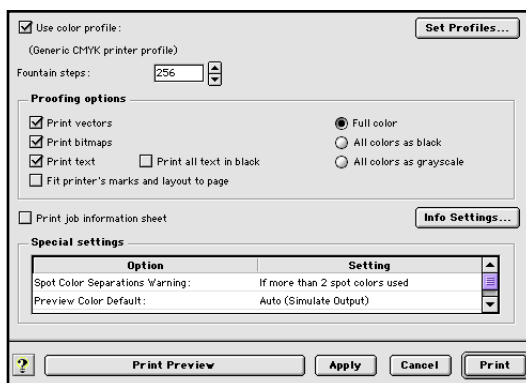 Use color profile: Set Profiles...
(Generic CMYK printer profile)
Fountain steps: 256
Proofing options
Print vectors Full color
Print bitmaps All colors as black
Print text Print all text in black All colors as grayscale
Fit printer's marks and layout to page
Print job information sheet Info Settings...
Special settings
Option Setting
Spot Color Separations Warning: If more than 2 spot colors used
Preview Color Default: Auto (Simulate Output)
? Print Preview Apply Cancel Print